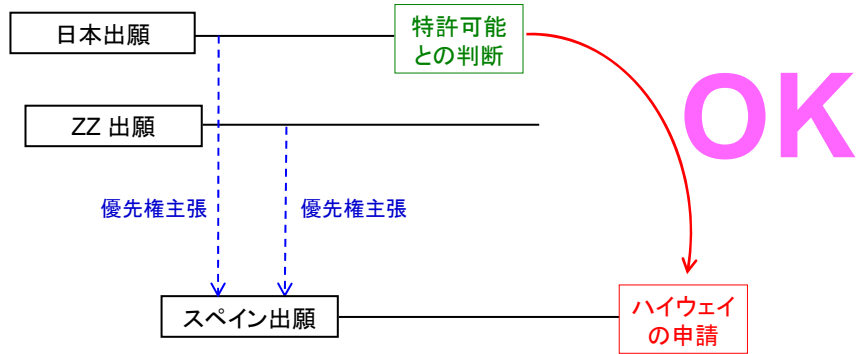 日本出願
特許可能
との判断
OK
ZZ 出願
優先権主張
優先権主張
スペイン出願
ハイウェイ
の申請